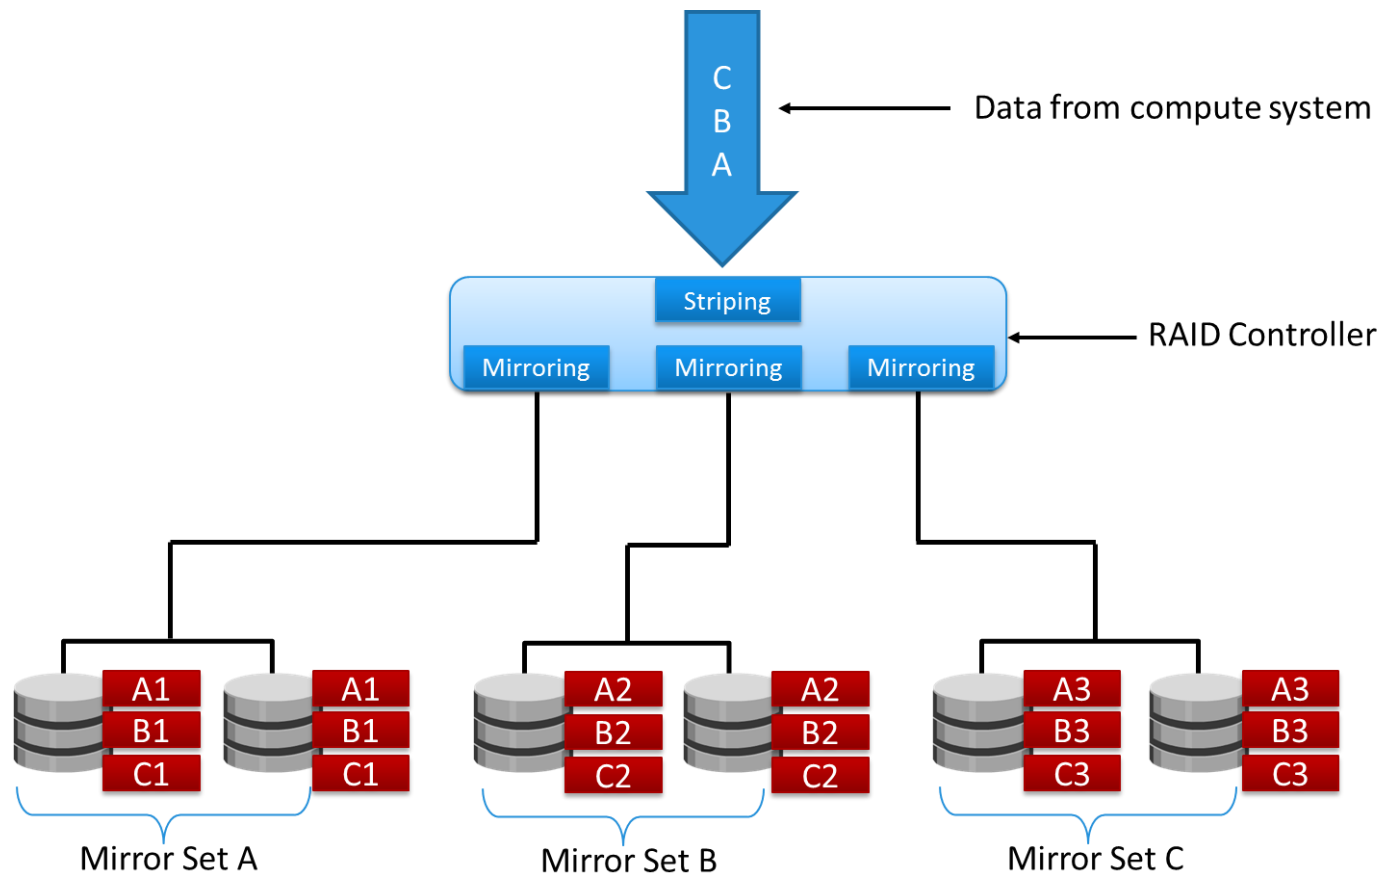 C
B
A
Data from compute system
Striping
RAID Controller
Mirroring
Mirroring
Mirroring
A1
B1
C1
A1
B1
C1
A2
B2
C2
A2
B2
C2
A3
B3
C3
A3
B3
C3
Mirror Set A
Mirror Set B
Mirror Set C